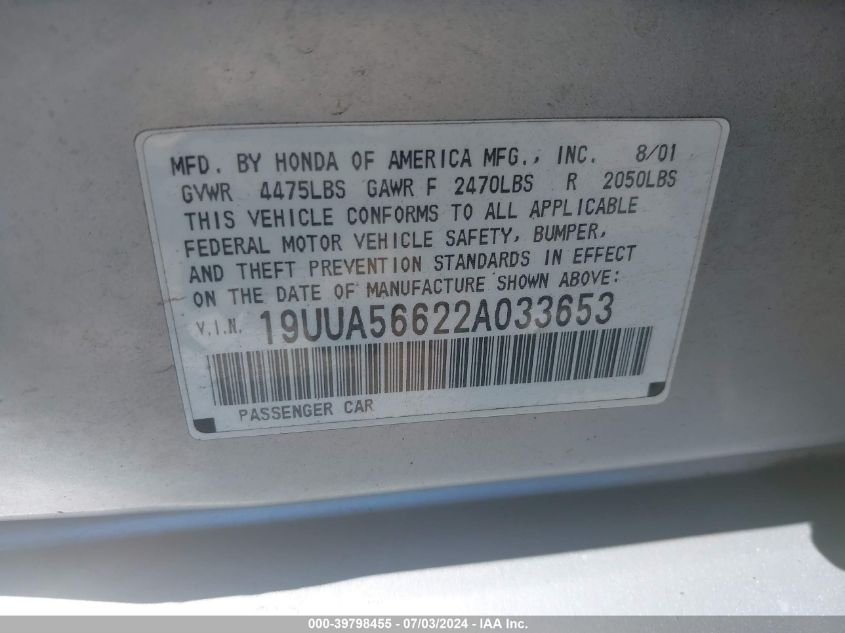 MFD. BY HONDA OF AMERICA MFG., INC. 8/01
GVWR 4475LBS GAWR F 2470LBS R 2050LBS
THIS VEHICLE CONFORMS TO ALL APPLICABLE
FEDERAL MOTOR VEHICLE SAFETY, BUMPER,
AND THEFT PREVENTION STANDARDS IN EFFECT
ON THE DATE OF MANUFACTURE SHOWN ABOVE:
V.I.N. 19UUA56622A033653
PASSENGER CAR
000-39798455 - 07/03/2024 - IAA Inc.